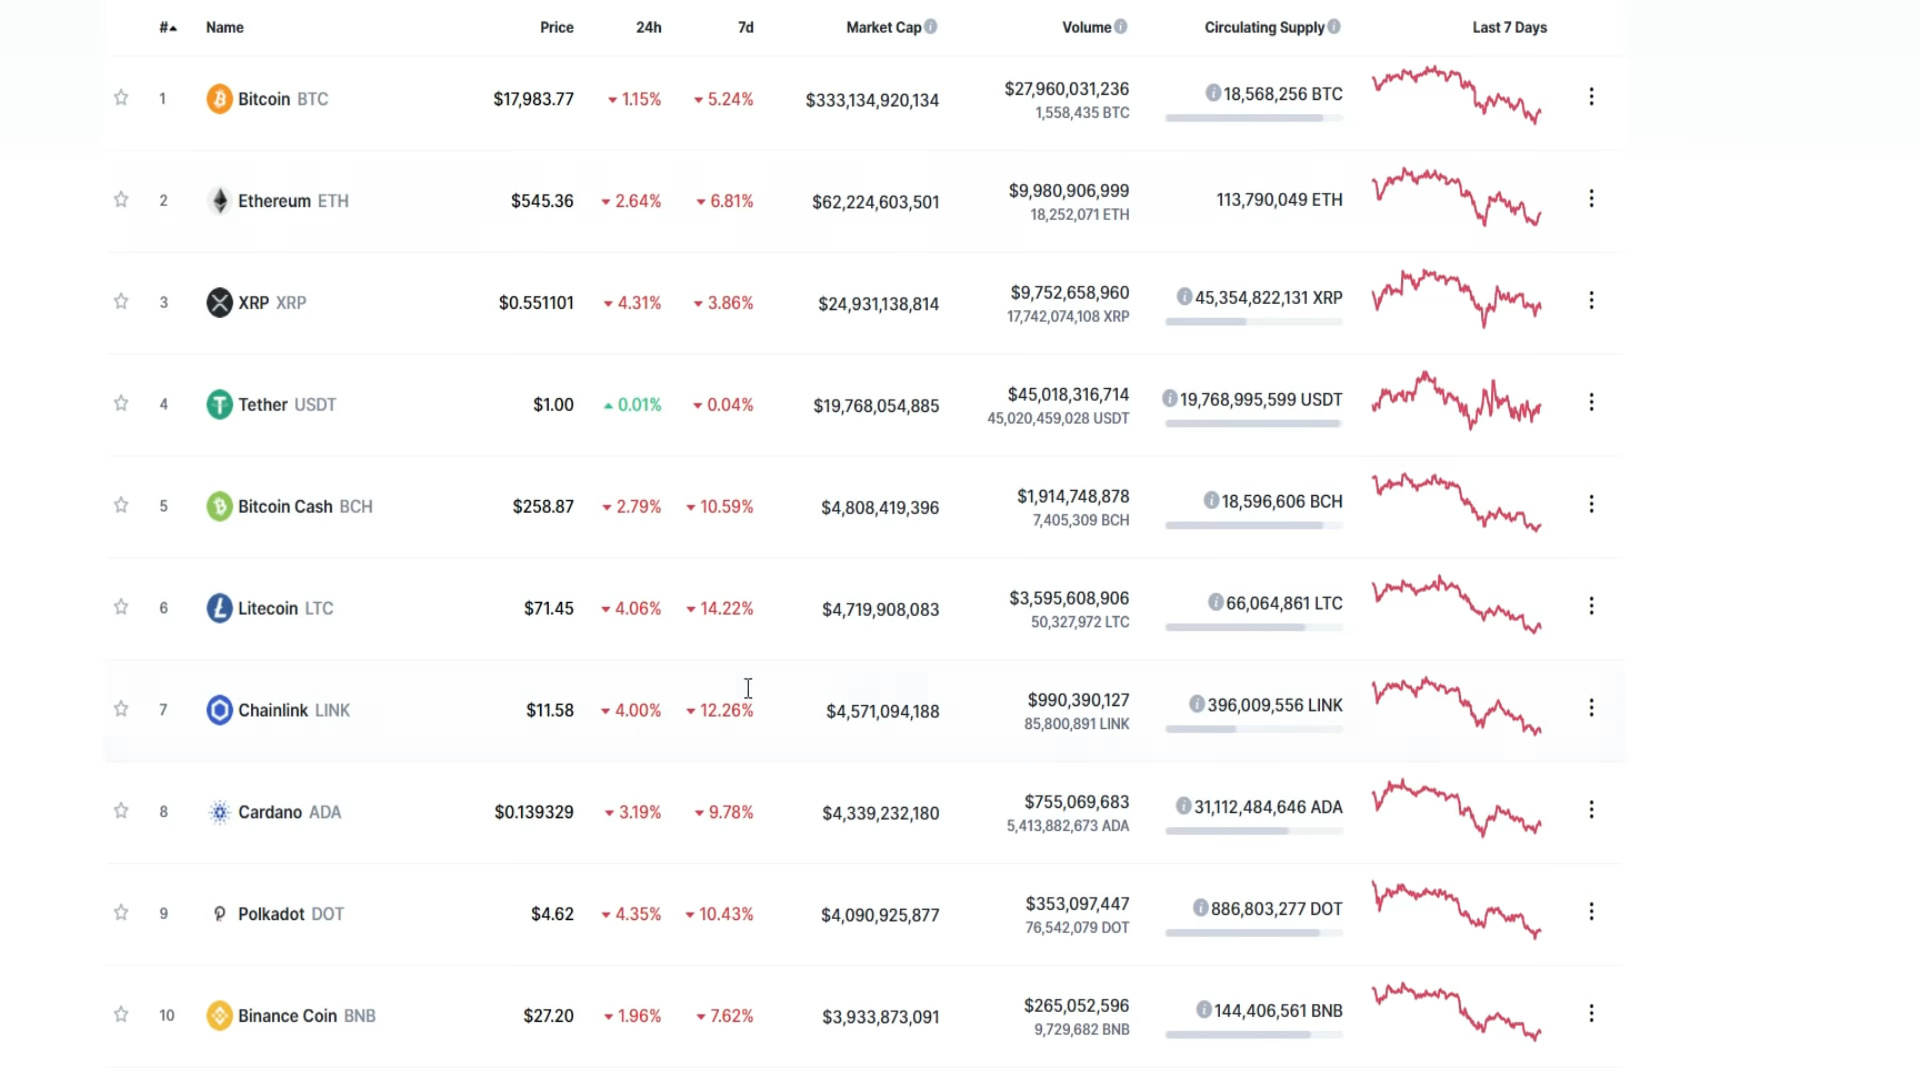 # Name Price 24h 7d Market Cap Volume Circulating Supply Last 7 Days
1 Bitcoin BTC $17,983.77 1.15% 5.24% $333,134,920,134 $27,960,031,236 18,568,256 BTC
1,558,435 BTC
2 Ethereum ETH $545.36 2.64% 6.81% $62,224,603,501 $9,980,906,999 113,790,049 ETH
18,252,071 ETH
3 XRP XRP $0.551101 4.31% 3.86% $24,931,138,814 $9,752,658,960 45,354,822,131 XRP
17,742,074,108 XRP
4 Tether USDT $1.00 0.01% 0.04% $19,768,054,885 $45,018,316,714 19,768,995,599 USDT
45,020,459,028 USDT
5 Bitcoin Cash BCH $258.87 2.79% 10.59% $4,808,419,396 $1,914,748,878 18,596,606 BCH
7,405,309 BCH
6 Litecoin LTC $71.45 4.06% 14.22% $4,719,908,083 $3,595,608,906 66,064,861 LTC
50,327,972 LTC
7 Chainlink LINK $11.58 4.00% 12.26% $4,571,094,188 $990,390,127 396,009,556 LINK
85,800,891 LINK
8 Cardano ADA $0.139329 3.19% 9.78% $4,339,232,180 $755,069,683 31,112,484,646 ADA
5,413,882,673 ADA
9 Polkadot DOT $4.62 4.35% 10.43% $4,090,925,877 $353,097,447 886,803,277 DOT
76,542,079 DOT
10 Binance Coin BNB $27.20 1.96% 7.62% $3,933,873,091 $265,052,596 144,406,561 BNB
9,729,682 BNB